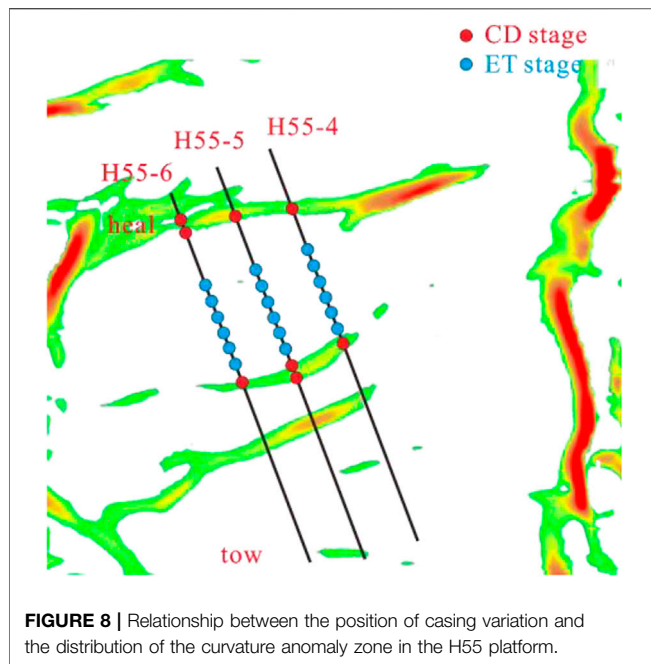 CD stage
ET stage
H55-4
H55-5
H55-6
heal
tow
FIGURE 8 | Relationship between the position of casing variation and
the distribution of the curvature anomaly zone in the H55 platform.